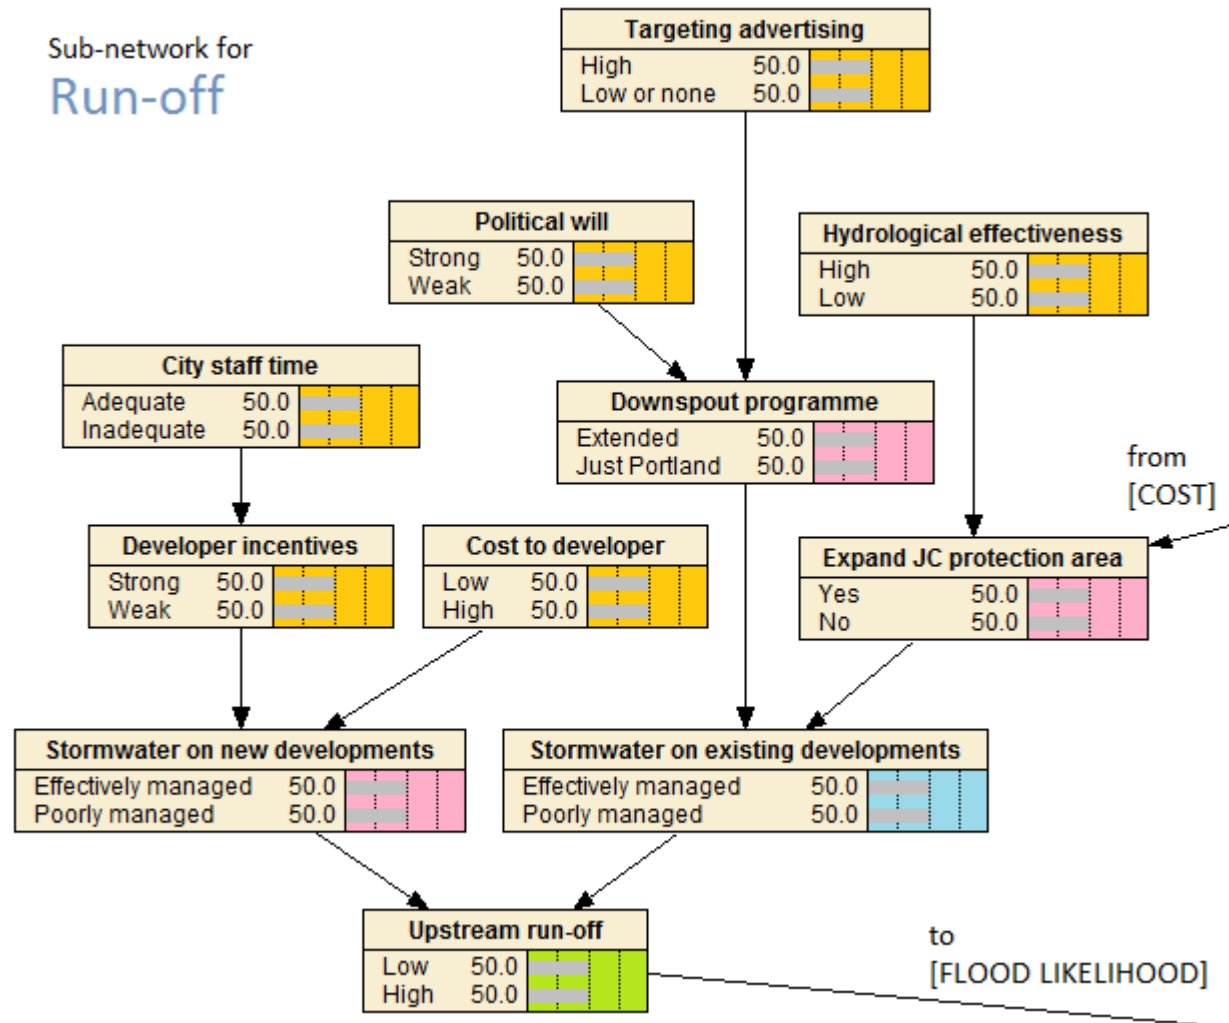 Sub-network for
Run-off
Targeting advertising
High 50.0
Low or none 50.0
Political will
Strong 50.0
Weak 50.0
Hydrological effectiveness
High 50.0
Low 50.0
City staff time
Adequate 50.0
Inadequate 50.0
Downspout programme
Extended 50.0
Just Portland 50.0
from
[COST]
Developer incentives
Strong 50.0
Weak 50.0
Cost to developer
Low 50.0
High 50.0
Expand JC protection area
Yes 50.0
No 50.0
Stormwater on new developments
Effectively managed 50.0
Poorly managed 50.0
Stormwater on existing developments
Effectively managed 50.0
Poorly managed 50.0
Upstream run-off
Low 50.0
High 50.0
to
[FLOOD LIKELIHOOD]